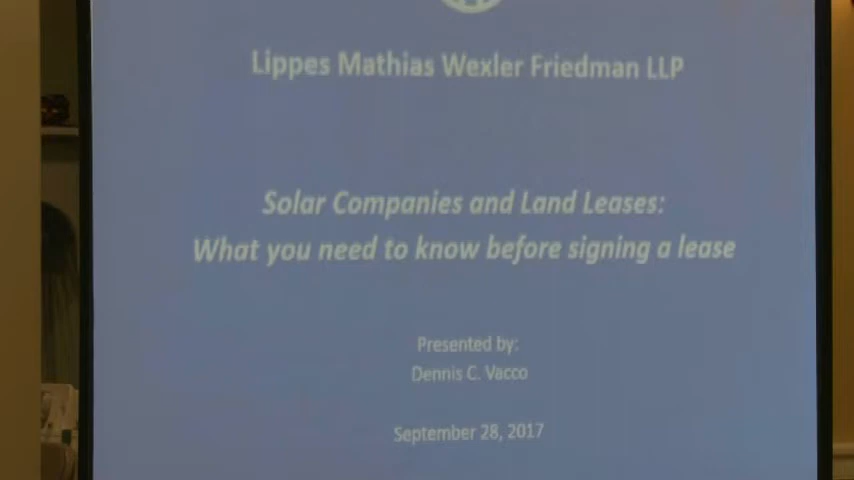 Lippes Mathias Wexler Friedman LLP
Solar Companies and Land Leases:
What you need to know before signing a lease
Presented by:
Dennis C. Vacco
September 28, 2017